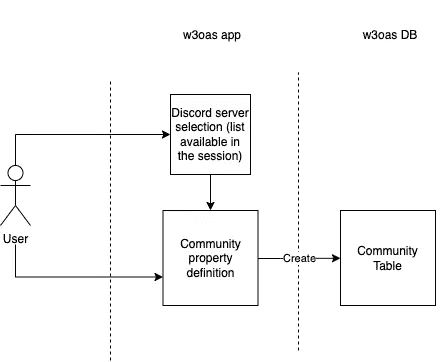 w3oas app
w3oas DB
Discord server
selection (list
available in
the session)
User
Community
property
definition
Create
Community
Table